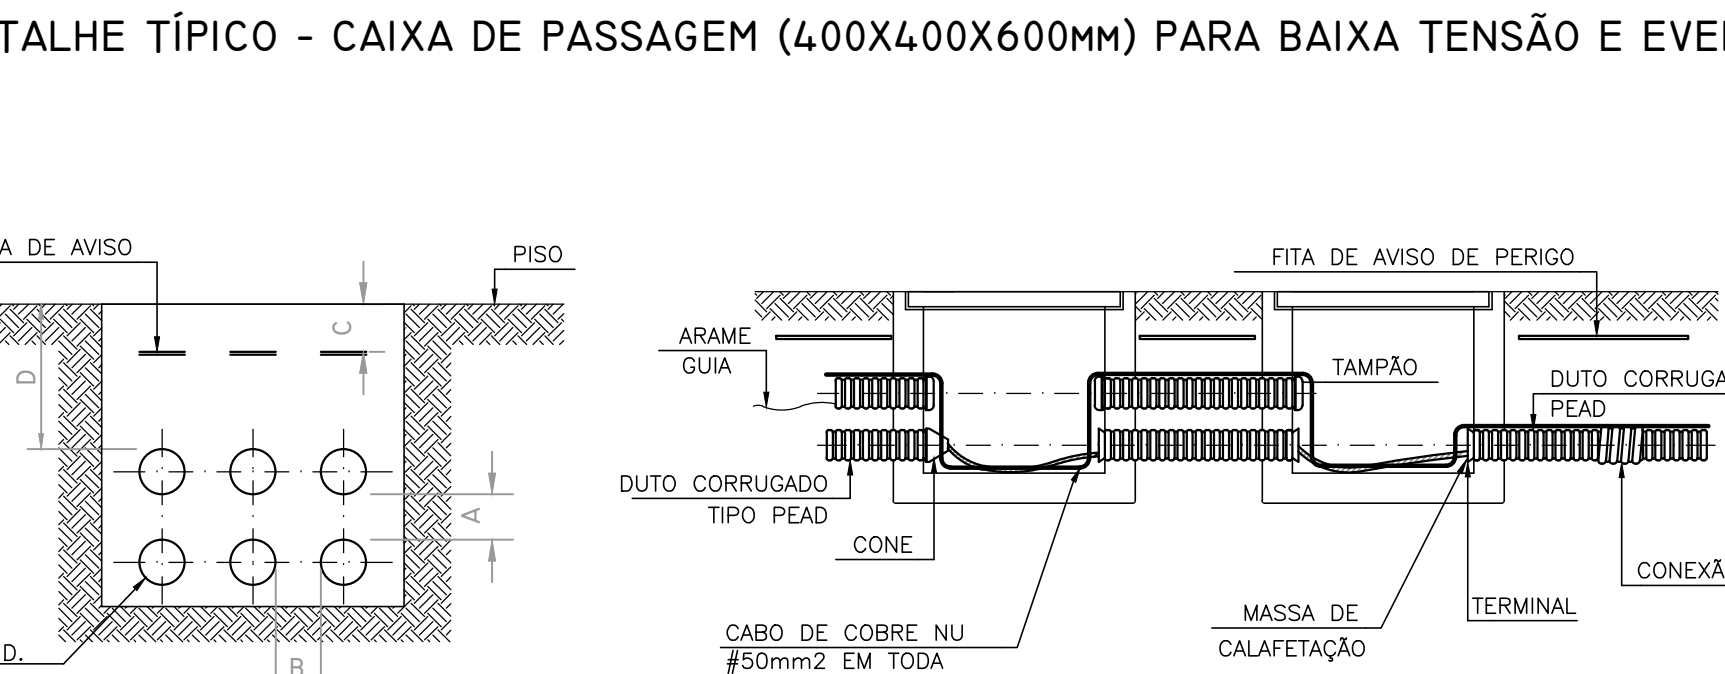 TALHE TÍPICO - CAIXA DE PASSAGEM (400X400X600MM) PARA BAIXA TENSÃO E EVE
A DE AVISO
PISO
C
D
A
B
D.
FITA DE AVISO DE PERIGO
ARAME
GUIA
TAMPÃO
DUTO CORRUGA
PEAD
DUTO CORRUGADO
TIPO PEAD
CONE
CONEXÃ
MASSA DE
CALAFETAÇÃO
TERMINAL
CABO DE COBRE NU
#50mm2 EM TODA